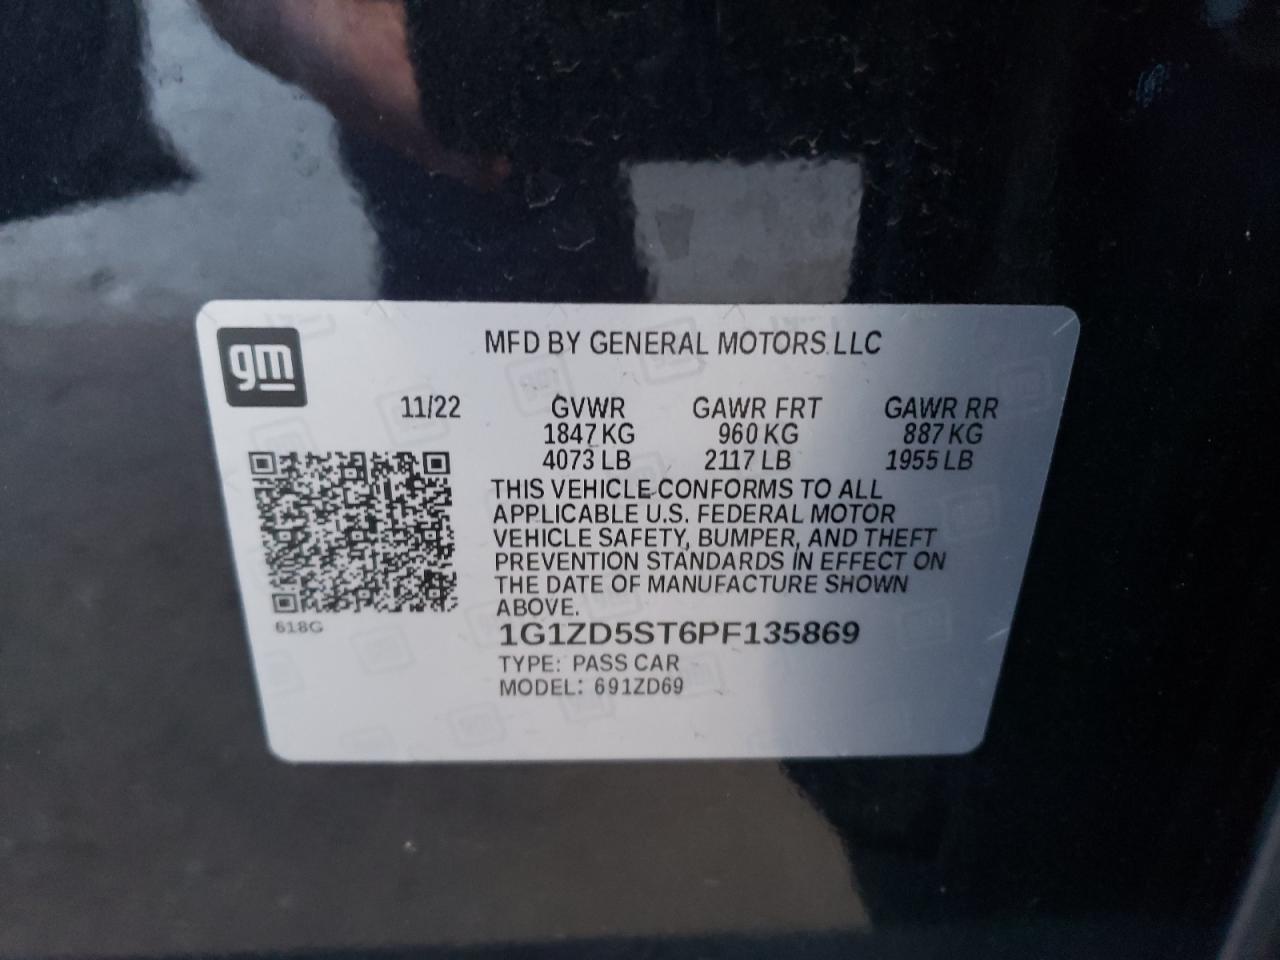 gm
MFD BY GENERAL MOTORS LLC
11/22 GVWR GAWR FRT GAWR RR
1847 KG 960 KG 887 KG
4073 LB 2117 LB 1955 LB
THIS VEHICLE CONFORMS TO ALL
APPLICABLE U.S. FEDERAL MOTOR
VEHICLE SAFETY, BUMPER, AND THEFT
PREVENTION STANDARDS IN EFFECT ON
THE DATE OF MANUFACTURE SHOWN
ABOVE.
618G
1G1ZD5ST6PF135869
TYPE: PASS CAR
MODEL: 691ZD69